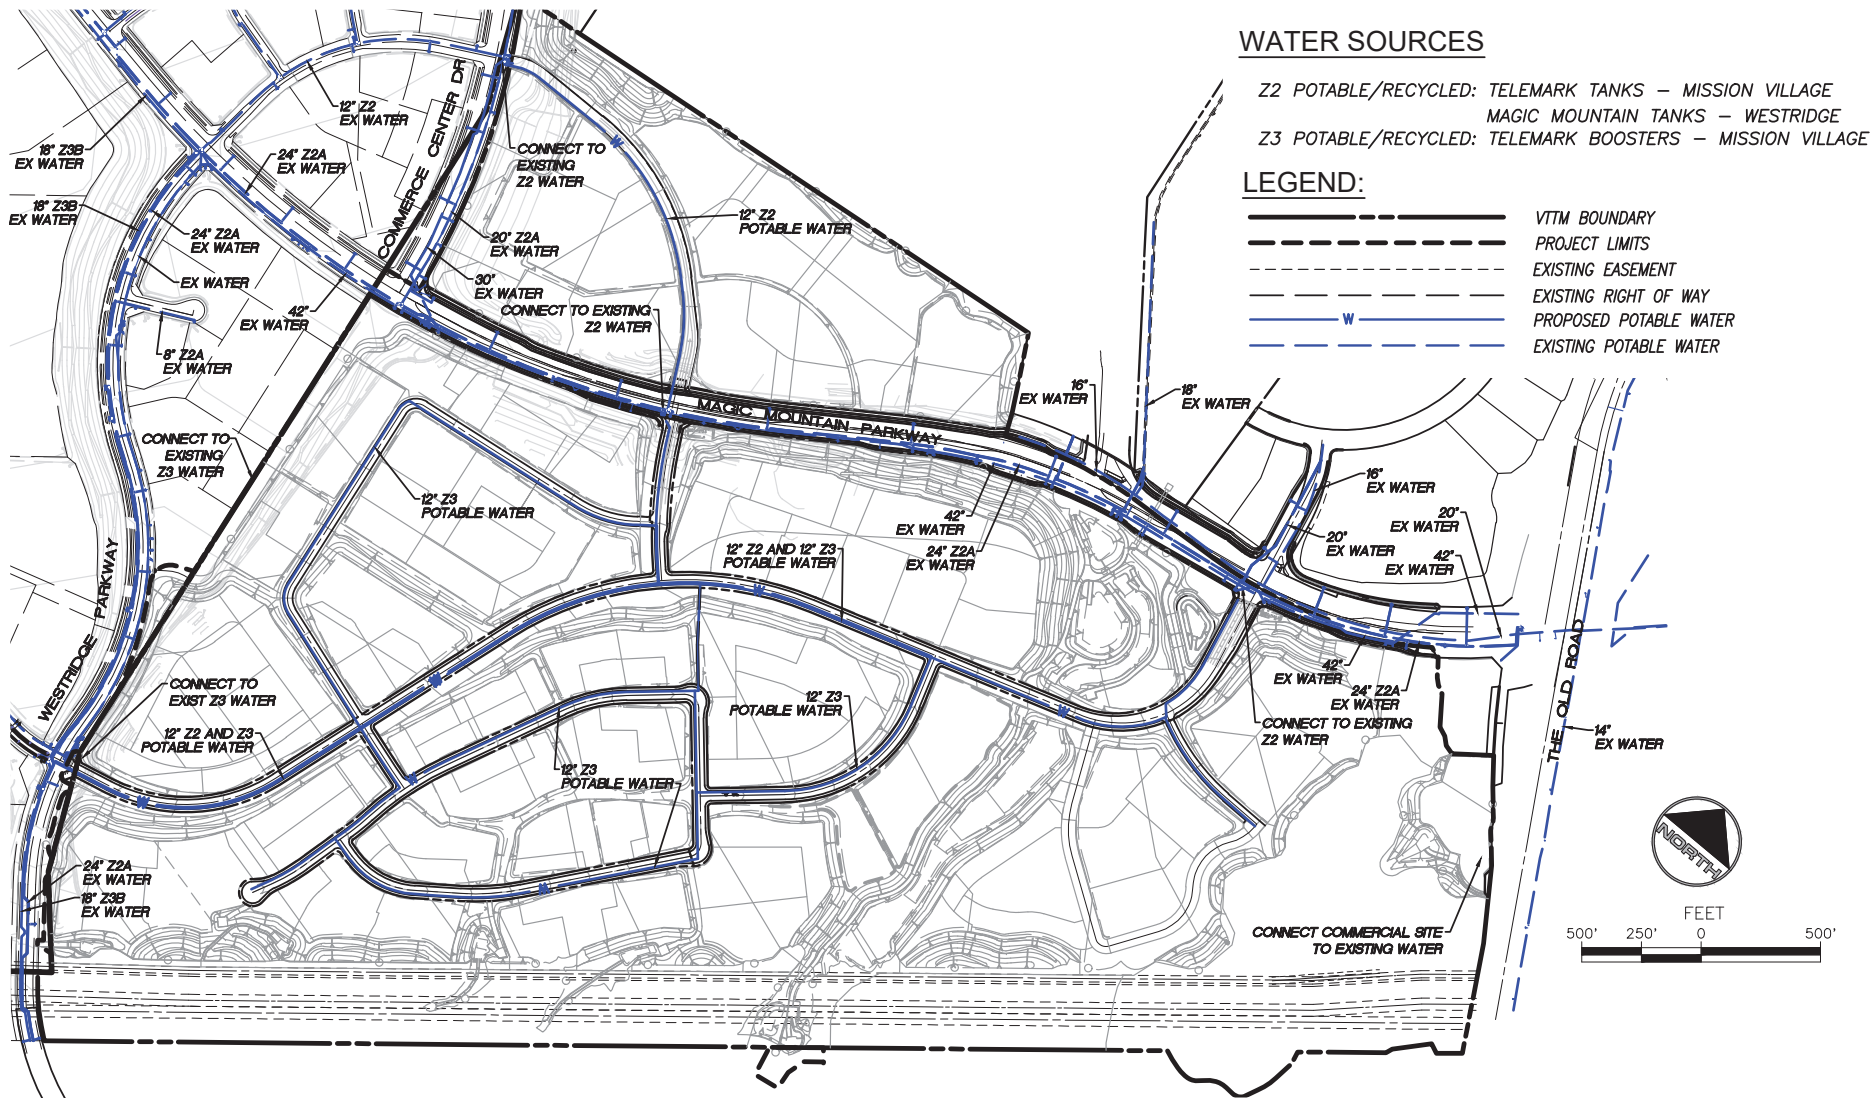 WATER SOURCES
Z2 POTABLE/RECYCLED: TELEMARK TANKS – MISSION VILLAGE
MAGIC MOUNTAIN TANKS – WESTRIDGE
Z3 POTABLE/RECYCLED: TELEMARK BOOSTERS – MISSION VILLAGE
LEGEND:
VTTM BOUNDARY
PROJECT LIMITS
EXISTING EASEMENT
EXISTING RIGHT OF WAY
W
PROPOSED POTABLE WATER
EXISTING POTABLE WATER
12" Z2
EX WATER
COMMERCE CENTER DR
18" Z3B
EX WATER
24" Z2A
EX WATER
CONNECT TO
EXISTING
Z2 WATER
W
18" Z3B
EX WATER
24" Z2A
EX WATER
EX WATER
20" Z2A
EX WATER
12" Z2
POTABLE WATER
30"
EX WATER
42"
EX WATER
CONNECT TO EXISTING
Z2 WATER
8" Z2A
EX WATER
MAGIC MOUNTAIN PARKWAY
16"
EX WATER
18"
EX WATER
CONNECT TO
EXISTING
Z3 WATER
12" Z3
POTABLE WATER
42"
EX WATER
24" Z2A
EX WATER
16"
EX WATER
20"
EX WATER
20"
EX WATER
42"
EX WATER
WESTRIDGE PARKWAY
12" Z2 AND 12" Z3
POTABLE WATER
W
W
W
CONNECT TO
EXIST Z3 WATER
12" Z2 AND Z3
POTABLE WATER
12" Z3
POTABLE WATER
42"
EX WATER
24" Z2A
EX WATER
CONNECT TO EXISTING
Z2 WATER
THE OLD ROAD
14"
EX WATER
12" Z3
POTABLE WATER
W
W
W
24" Z2A
EX WATER
18" Z3B
EX WATER
CONNECT COMMERCIAL SITE
TO EXISTING WATER
NORTH
FEET
500' 250' 0 500'